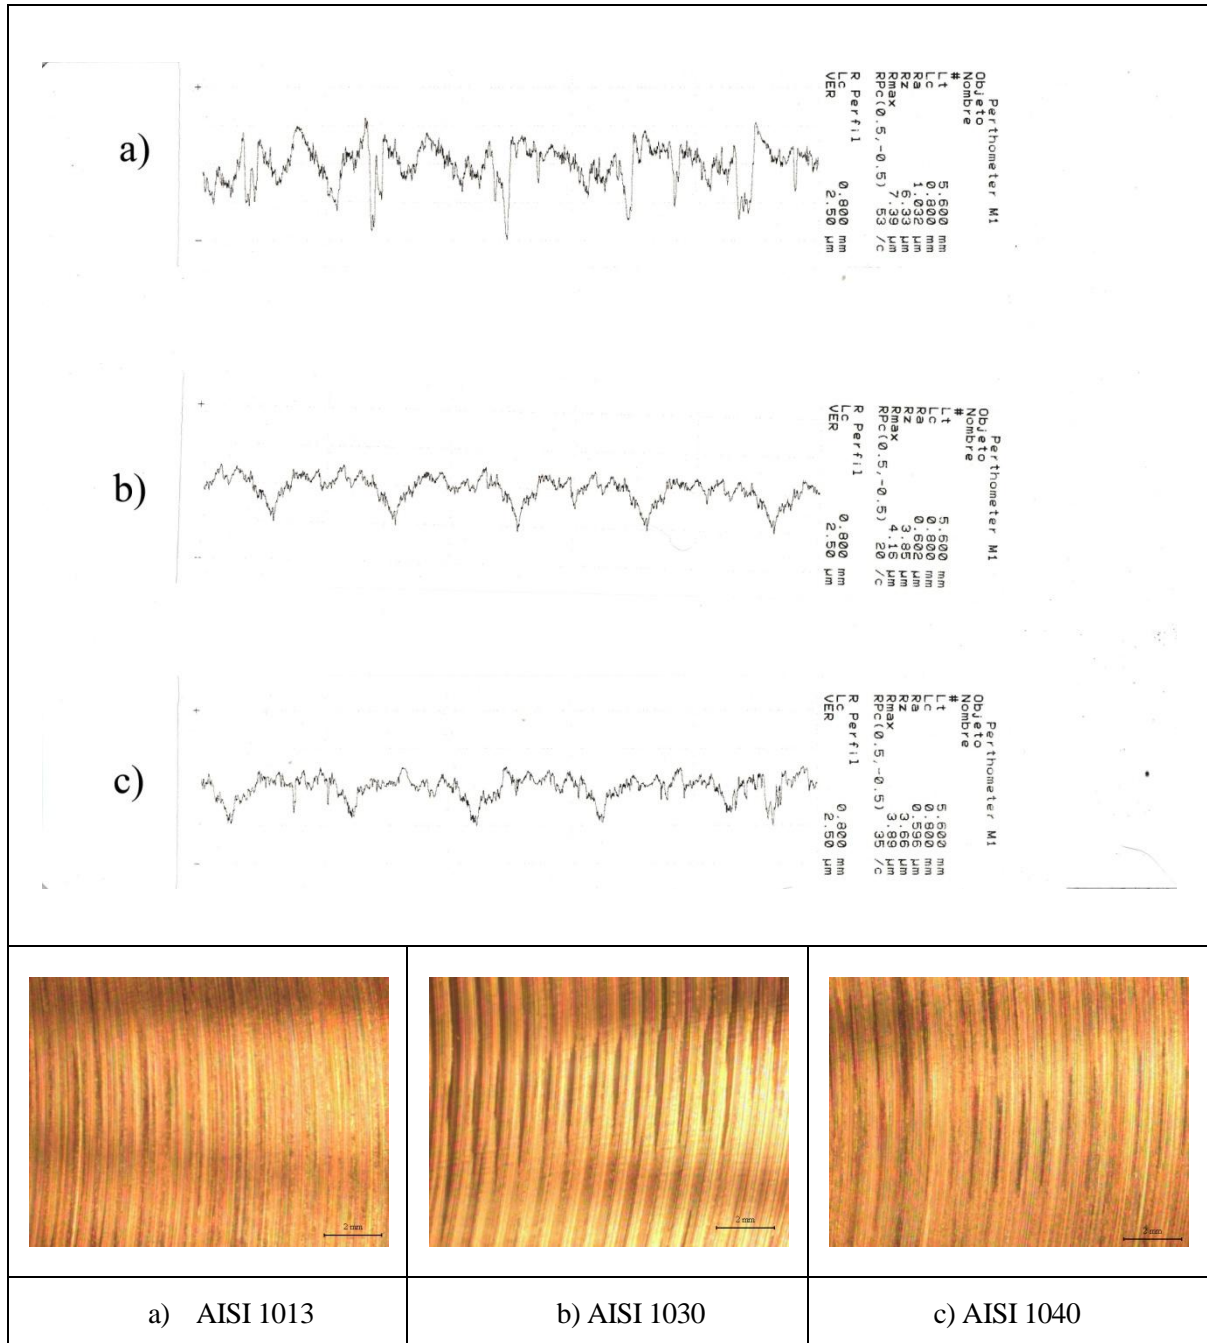 a)
+
-
Perthometer M1
Objeto
Nombre
#
Lt 5.600 mm
Lc 0.800 mm
Ra 1.032 µm
Rz 6.33 µm
Rmax 7.39 µm
RPc(0.5,-0.5) 53 /c
R Perfil
Lc 0.800 mm
VER 2.50 µm
b)
+
-
Perthometer M1
Objeto
Nombre
#
Lt 5.600 mm
Lc 0.800 mm
Ra 0.602 µm
Rz 3.85 µm
Rmax 4.16 µm
RPc(0.5,-0.5) 20 /c
R Perfil
Lc 0.800 mm
VER 2.50 µm
c)
+
-
Perthometer M1
Objeto
Nombre
#
Lt 5.600 mm
Lc 0.800 mm
Ra 0.596 µm
Rz 3.66 µm
Rmax 3.89 µm
RPc(0.5,-0.5) 35 /c
R Perfil
Lc 0.800 mm
VER 2.50 µm
2 mm
2 mm
2 mm
a) AISI 1013
b) AISI 1030
c) AISI 1040